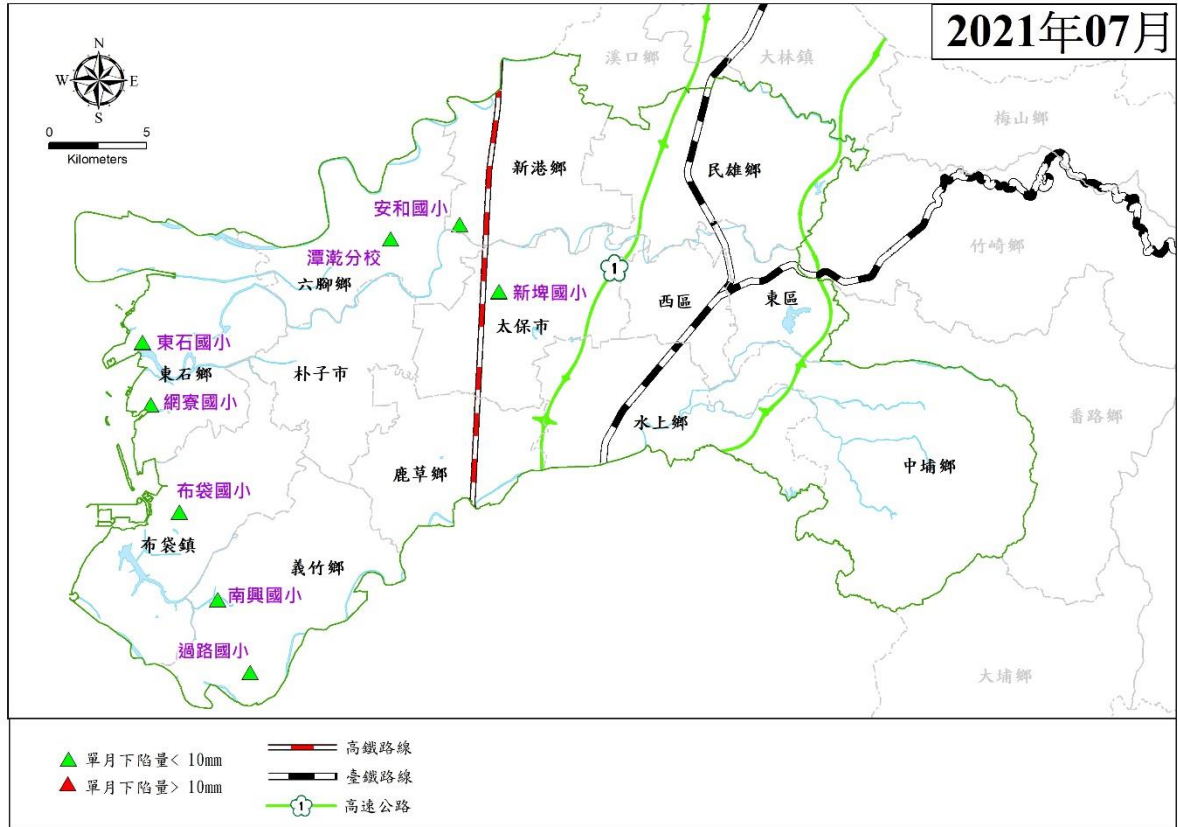 2021年07月
N
W
E
S
0
5
Kilometers
溪口鄉
大林鎮
梅山鄉
新港鄉
民雄鄉
安和國小
潭漧分校
竹崎鄉
六腳鄉
1
新埤國小
西區
東區
太保市
東石國小
東石鄉
朴子市
網寮國小
水上鄉
番路鄉
鹿草鄉
中埔鄉
布袋國小
布袋鎮
義竹鄉
南興國小
過路國小
大埔鄉
單月下陷量< 10mm
單月下陷量> 10mm
高鐵路線
臺鐵路線
1
高速公路